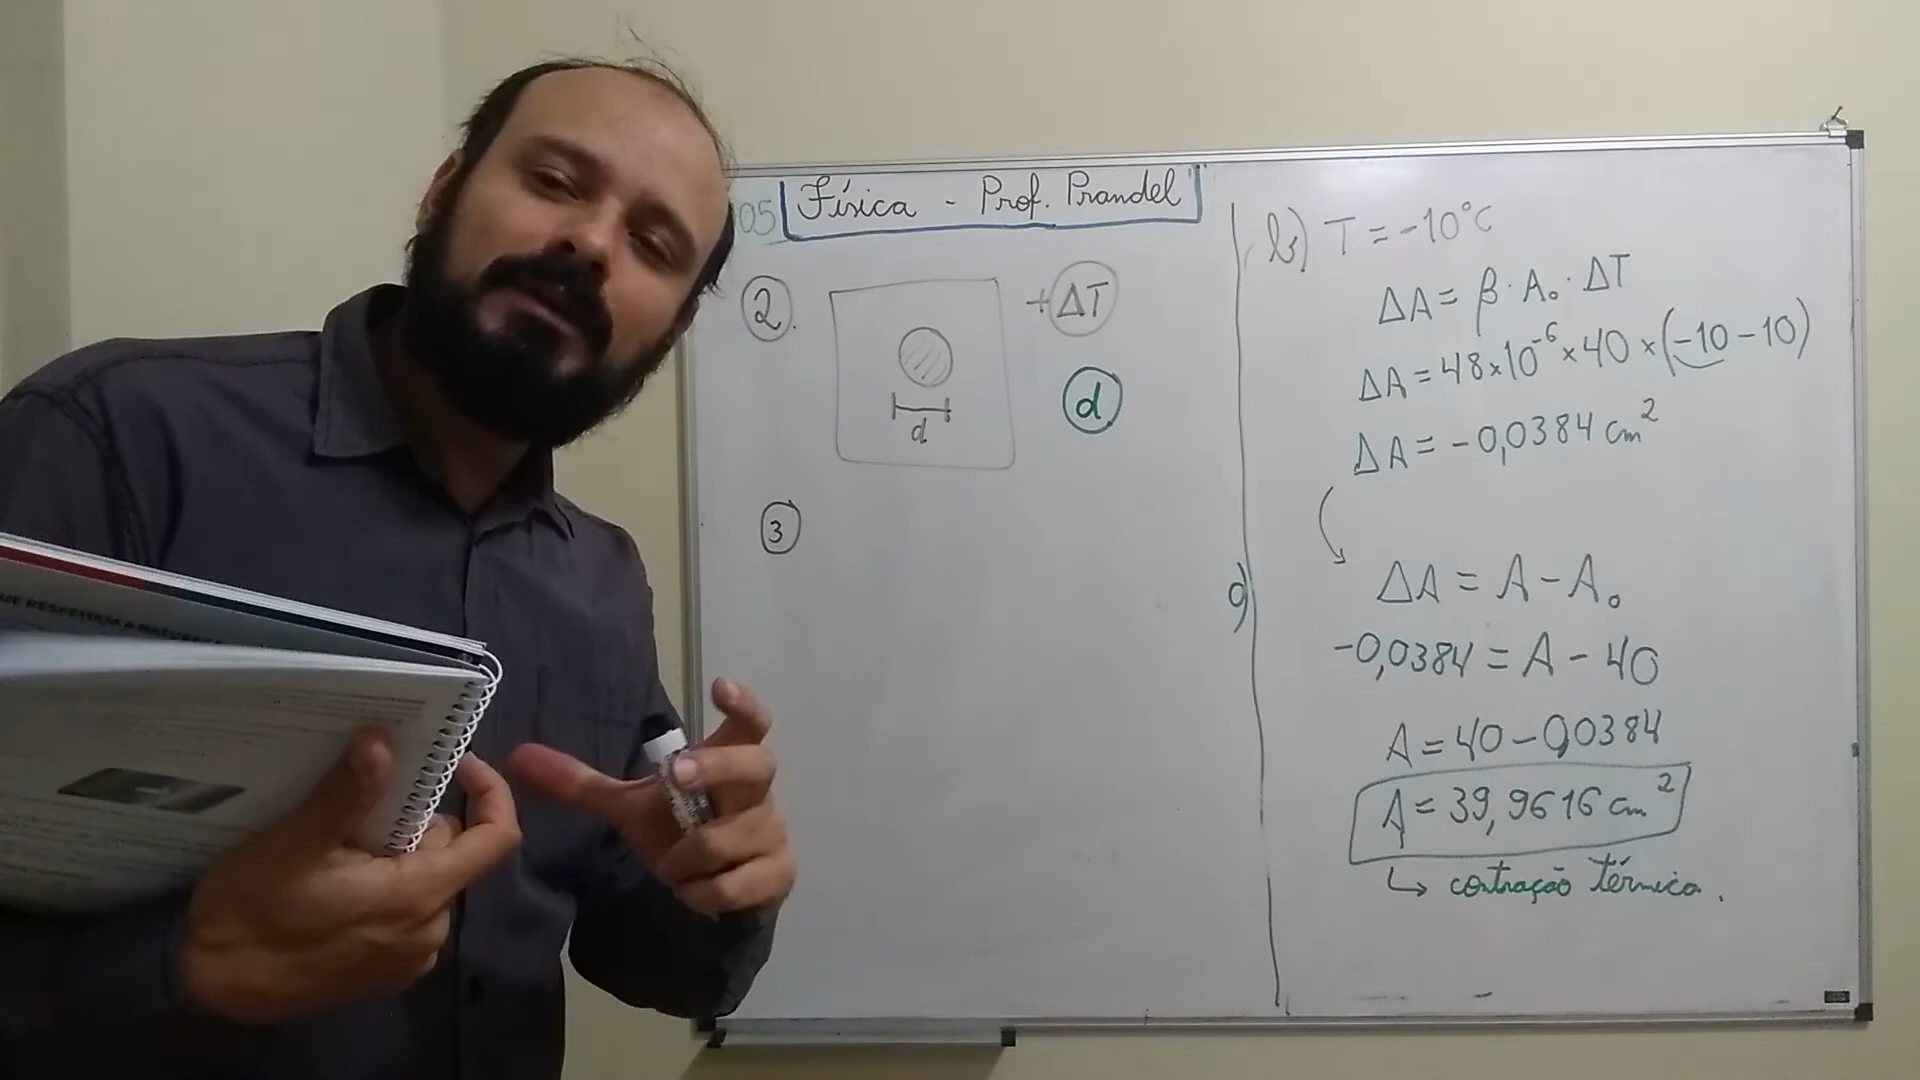 05 Física - Prof. Prandel
2.
+ΔT
d
d
3
b) T = -10°C
ΔA = β · A₀ · ΔT
ΔA = 48×10⁻⁶ × 40 × (-10 - 10)
ΔA = -0,0384 cm²
ΔA = A - A₀
-0,0384 = A - 40
A = 40 - 0,0384
A = 39,9616 cm²
↳ contração térmica.